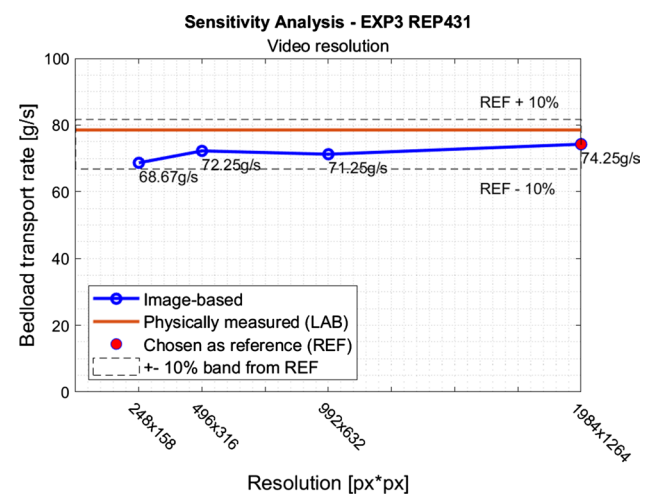 Sensitivity Analysis - EXP3 REP431
Video resolution
Bedload transport rate [g/s]
100
80
60
40
20
0
REF + 10%
REF - 10%
68.67g/s
72.25g/s
71.25g/s
74.25g/s
Image-based
Physically measured (LAB)
Chosen as reference (REF)
+- 10% band from REF
248x158
496x316
992x632
1984x1264
Resolution [px*px]